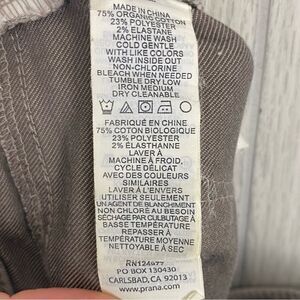 MADE IN CHINA
75% ORGANIC COTTON
23% POLYESTER
2% ELASTANE
MACHINE WASH
COLD GENTLE
WITH LIKE COLORS
WASH INSIDE OUT
NON-CHLORINE
BLEACH WHEN NEEDED
TUMBLE DRY LOW
IRON MEDIUM
DRY CLEANABLE
FABRIQUÉ EN CHINE
75% COTON BIOLOGIQUE
23% POLYESTER
2% ÉLASTHANNE
LAVER À
MACHINE À FROID,
CYCLE DÉLICAT
AVEC DES COULEURS
SIMILAIRES
LAVER À L'ENVERS
UTILISER SEULEMENT
UN AGENT DE BLANCHIMENT
NON CHLORÉ AU BESOIN
SÉCHAGE PAR CULBUTAGE À
BASSE TEMPÉRATURE
REPASSER À
TEMPÉRATURE MOYENNE
NETTOYABLE À SEC
RN124977
PO BOX 130430
CARLSBAD, CA 92013
www.prana.com